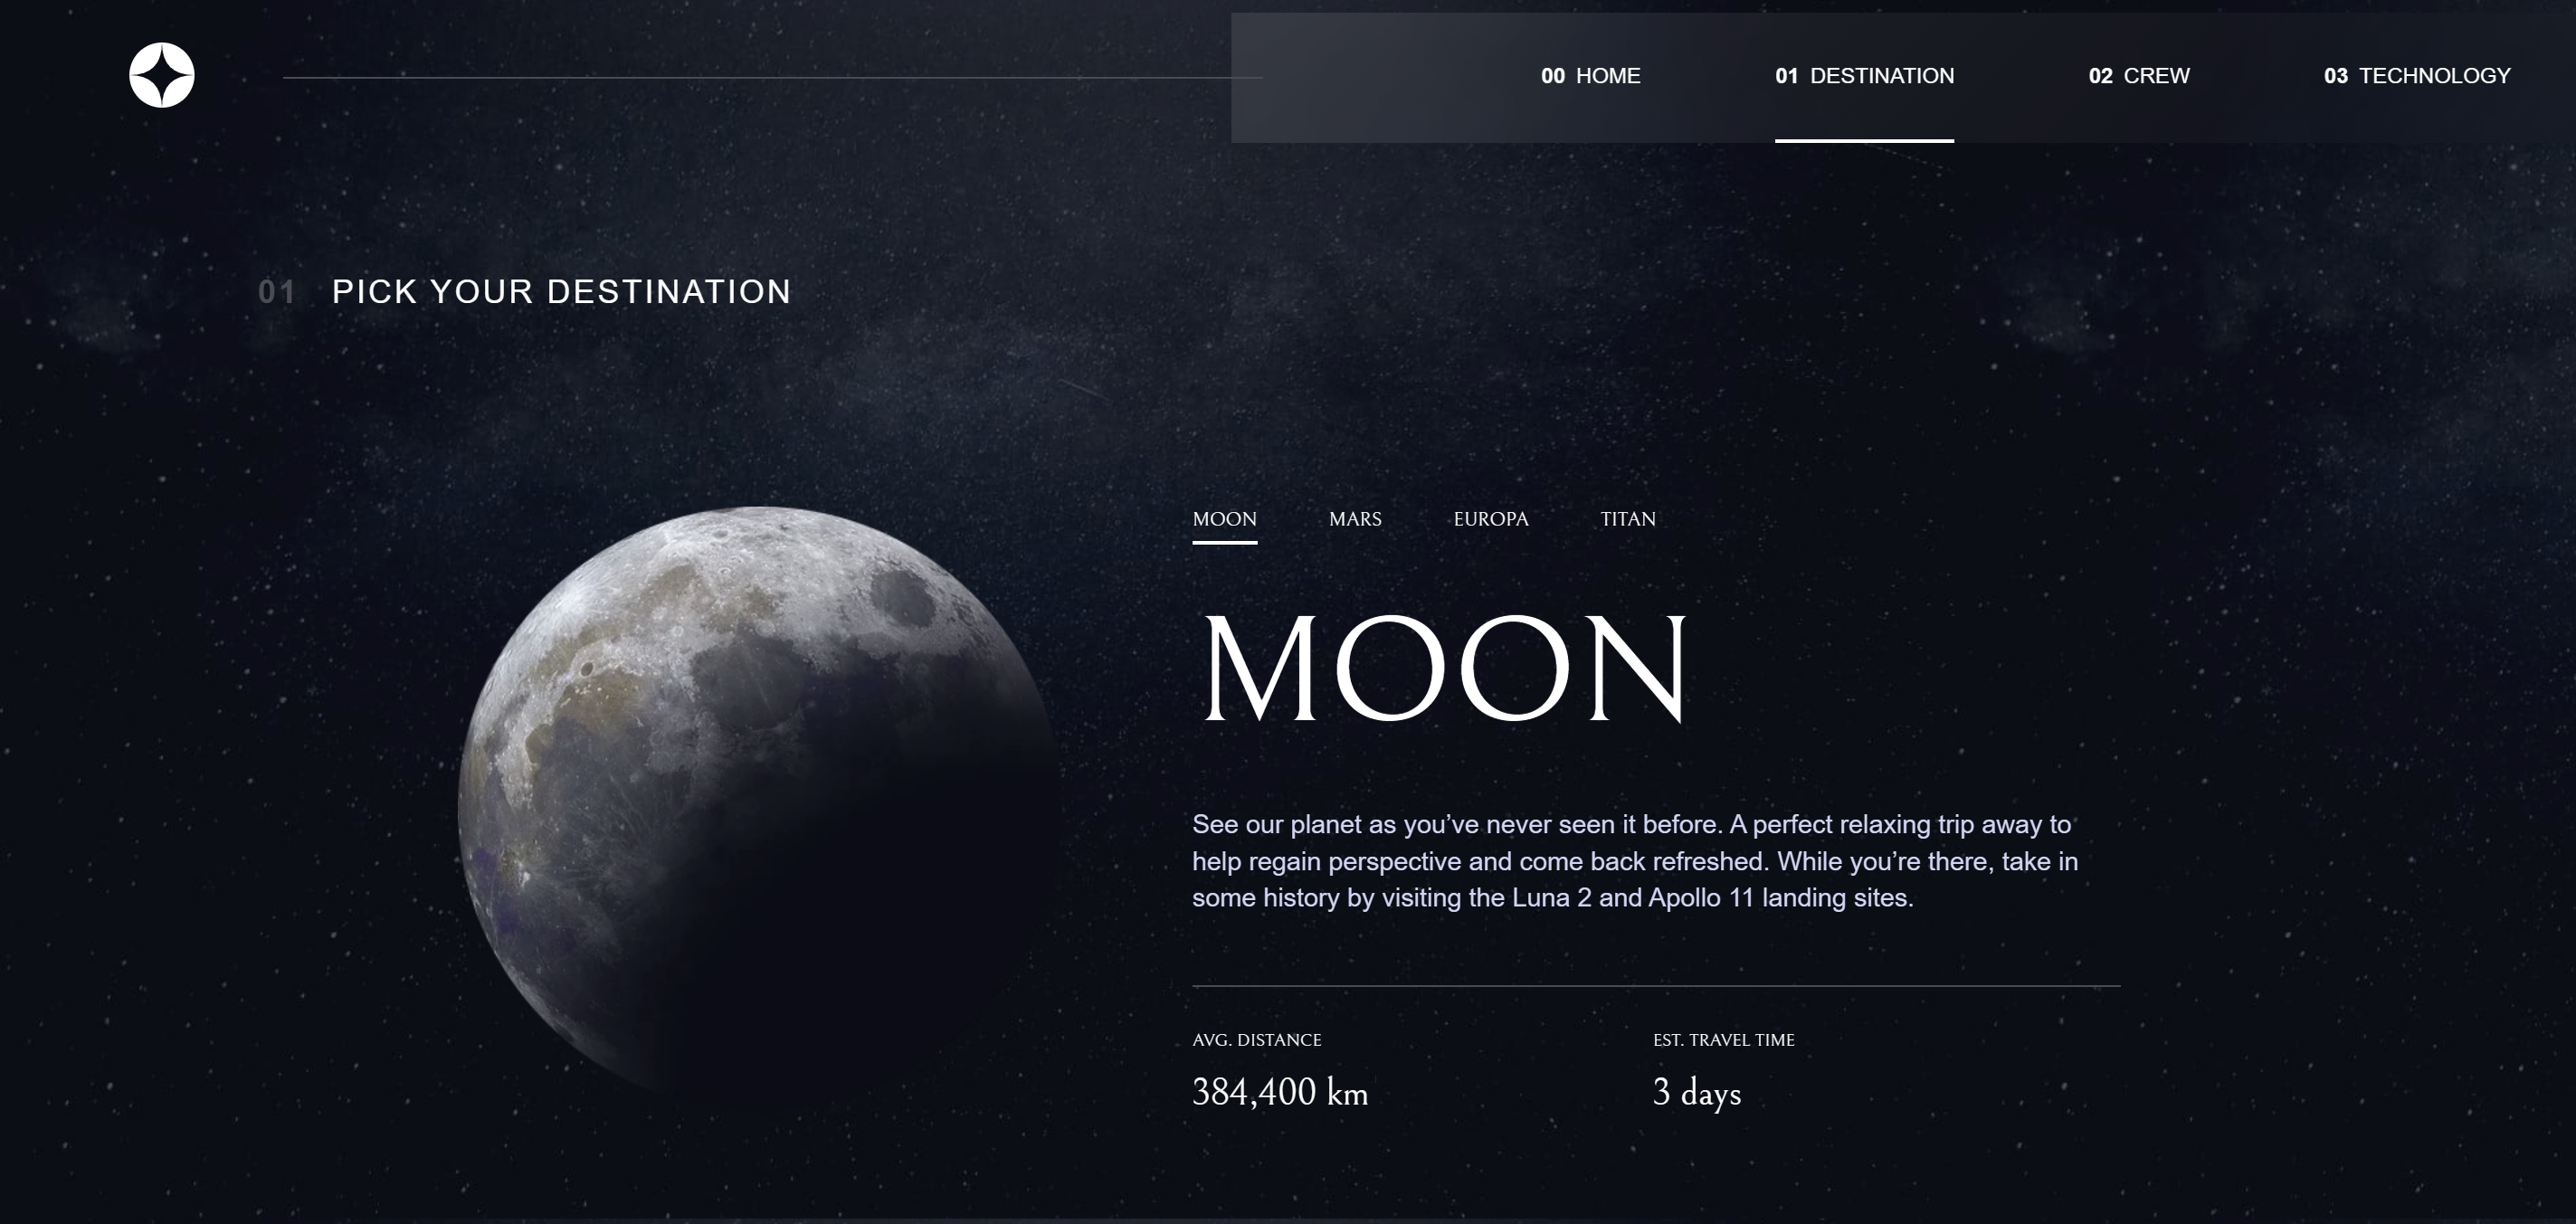 00 HOME 01 DESTINATION 02 CREW 03 TECHNOLOGY
01 PICK YOUR DESTINATION
MOON MARS EUROPA TITAN
MOON
See our planet as you’ve never seen it before. A perfect relaxing trip away to
help regain perspective and come back refreshed. While you’re there, take in
some history by visiting the Luna 2 and Apollo 11 landing sites.
AVG. DISTANCE EST. TRAVEL TIME
384,400 km 3 days